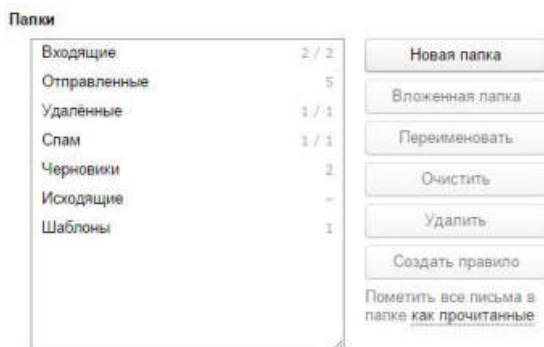 Папки
Входящие 2 / 2
Отправленные 5
Удалённые 1 / 1
Спам 1 / 1
Черновики 2
Исходящие –
Шаблоны 1
Новая папка
Вложенная папка
Переименовать
Очистить
Удалить
Создать правило
Пометить все письма в
папке как прочитанные